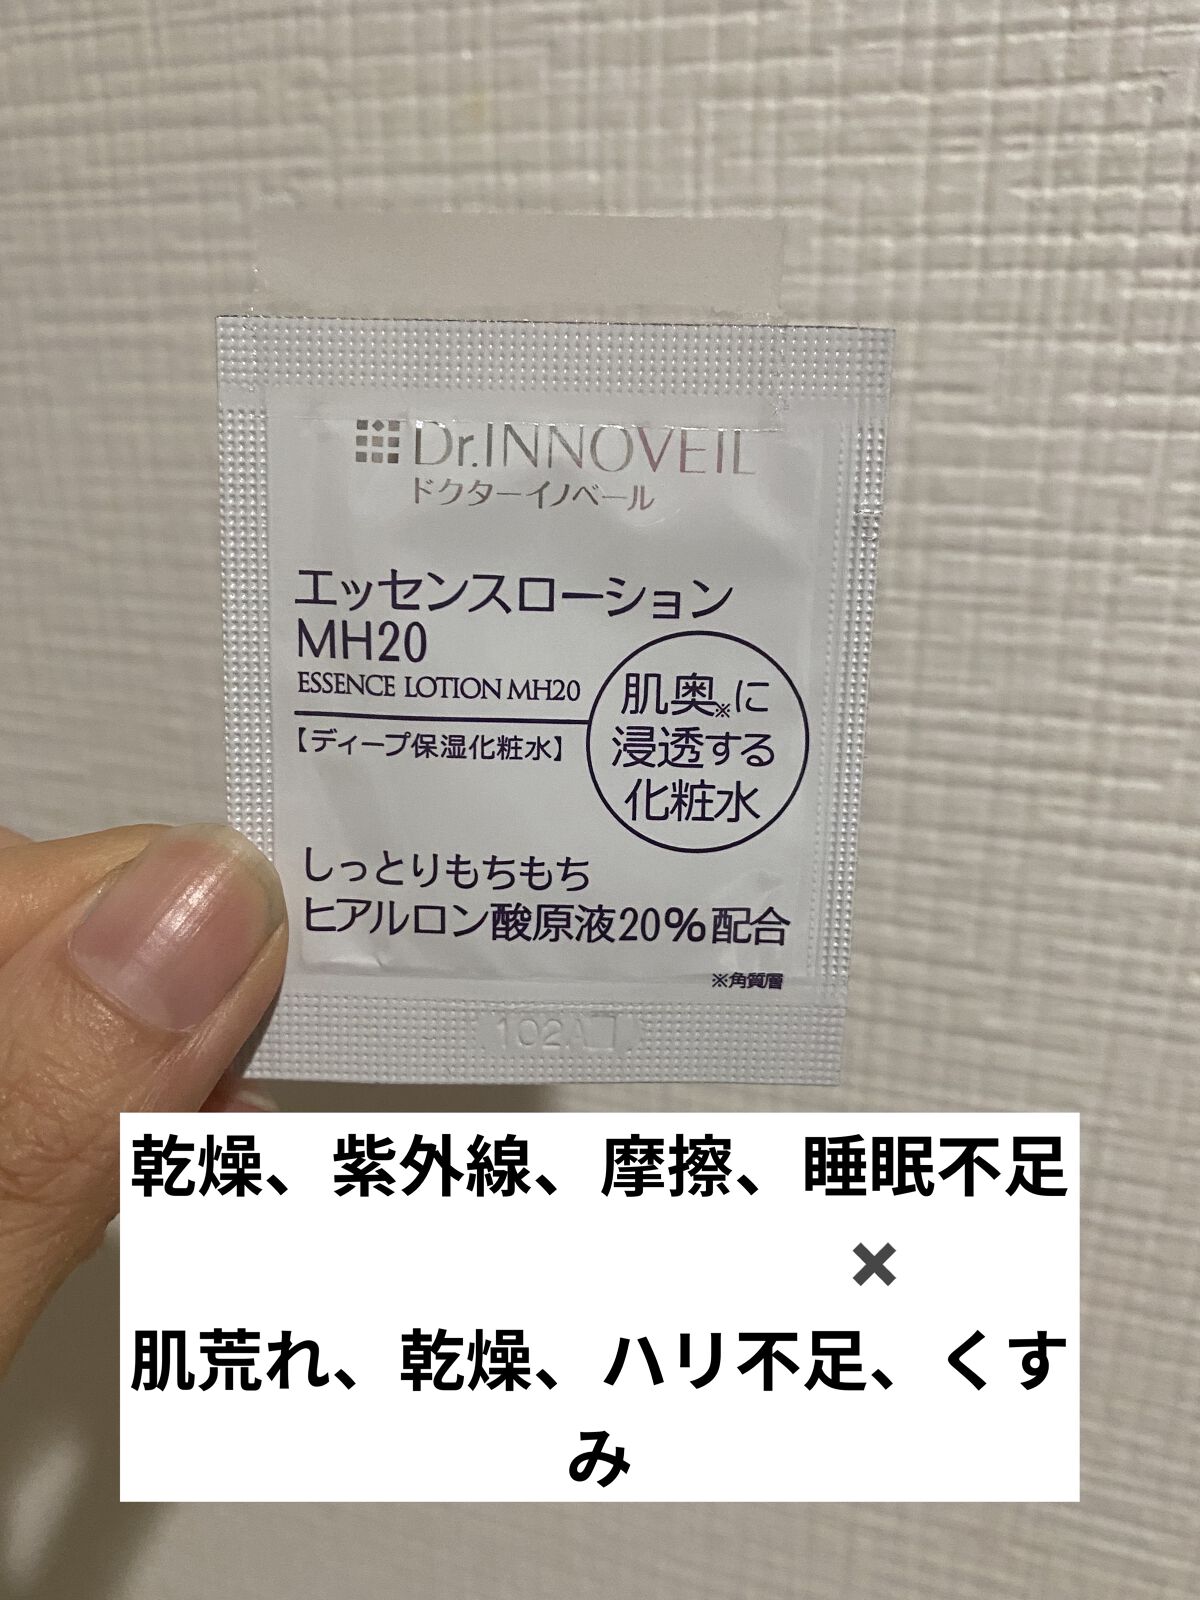 Dr.INNOVEIL
ドクターイノベール
エッセンスローション
MH20
ESSENCE LOTION MH20
【ディープ保湿化粧水】
肌奥※に
浸透する
化粧水
しっとりもちもち
ヒアルロン酸原液20%配合
※角質層
乾燥、紫外線、摩擦、睡眠不足
✖
肌荒れ、乾燥、ハリ不足、くす
み